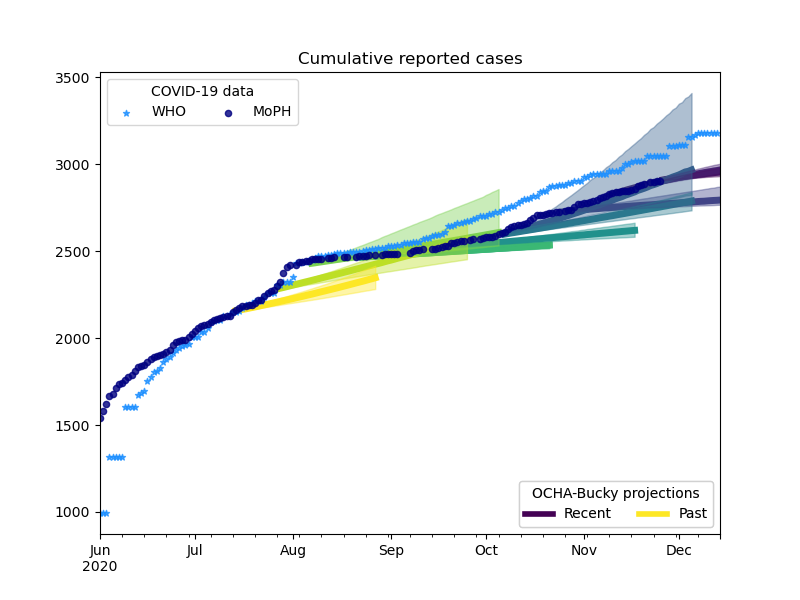 Cumulative reported cases
COVID-19 data
WHO MoPH
3500
3000
2500
2000
1500
1000
OCHA-Bucky projections
Recent Past
Jun Jul Aug Sep Oct Nov Dec
2020